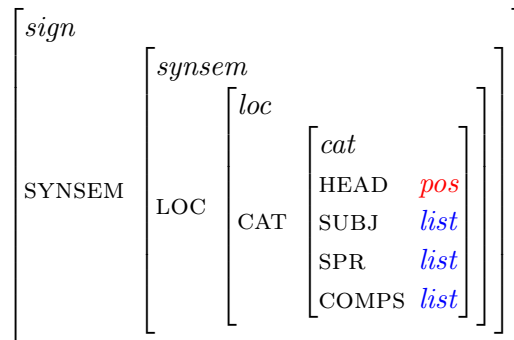 sign
synsem
loc
cat
HEAD pos
SYNSEM LOC CAT SUBJ list
SPR list
COMPS list